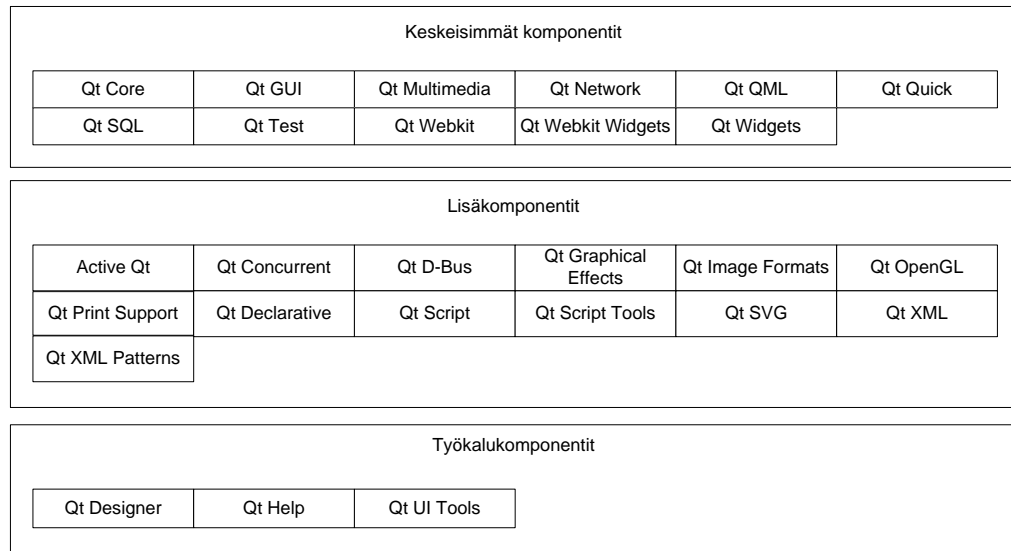 Keskeisimmät komponentit
Qt Core Qt GUI Qt Multimedia Qt Network Qt QML Qt Quick
Qt SQL Qt Test Qt Webkit Qt Webkit Widgets Qt Widgets
Lisäkomponentit
Active Qt Qt Concurrent Qt D-Bus Qt Graphical Effects Qt Image Formats Qt OpenGL
Qt Print Support Qt Declarative Qt Script Qt Script Tools Qt SVG Qt XML
Qt XML Patterns
Työkalukomponentit
Qt Designer Qt Help Qt UI Tools